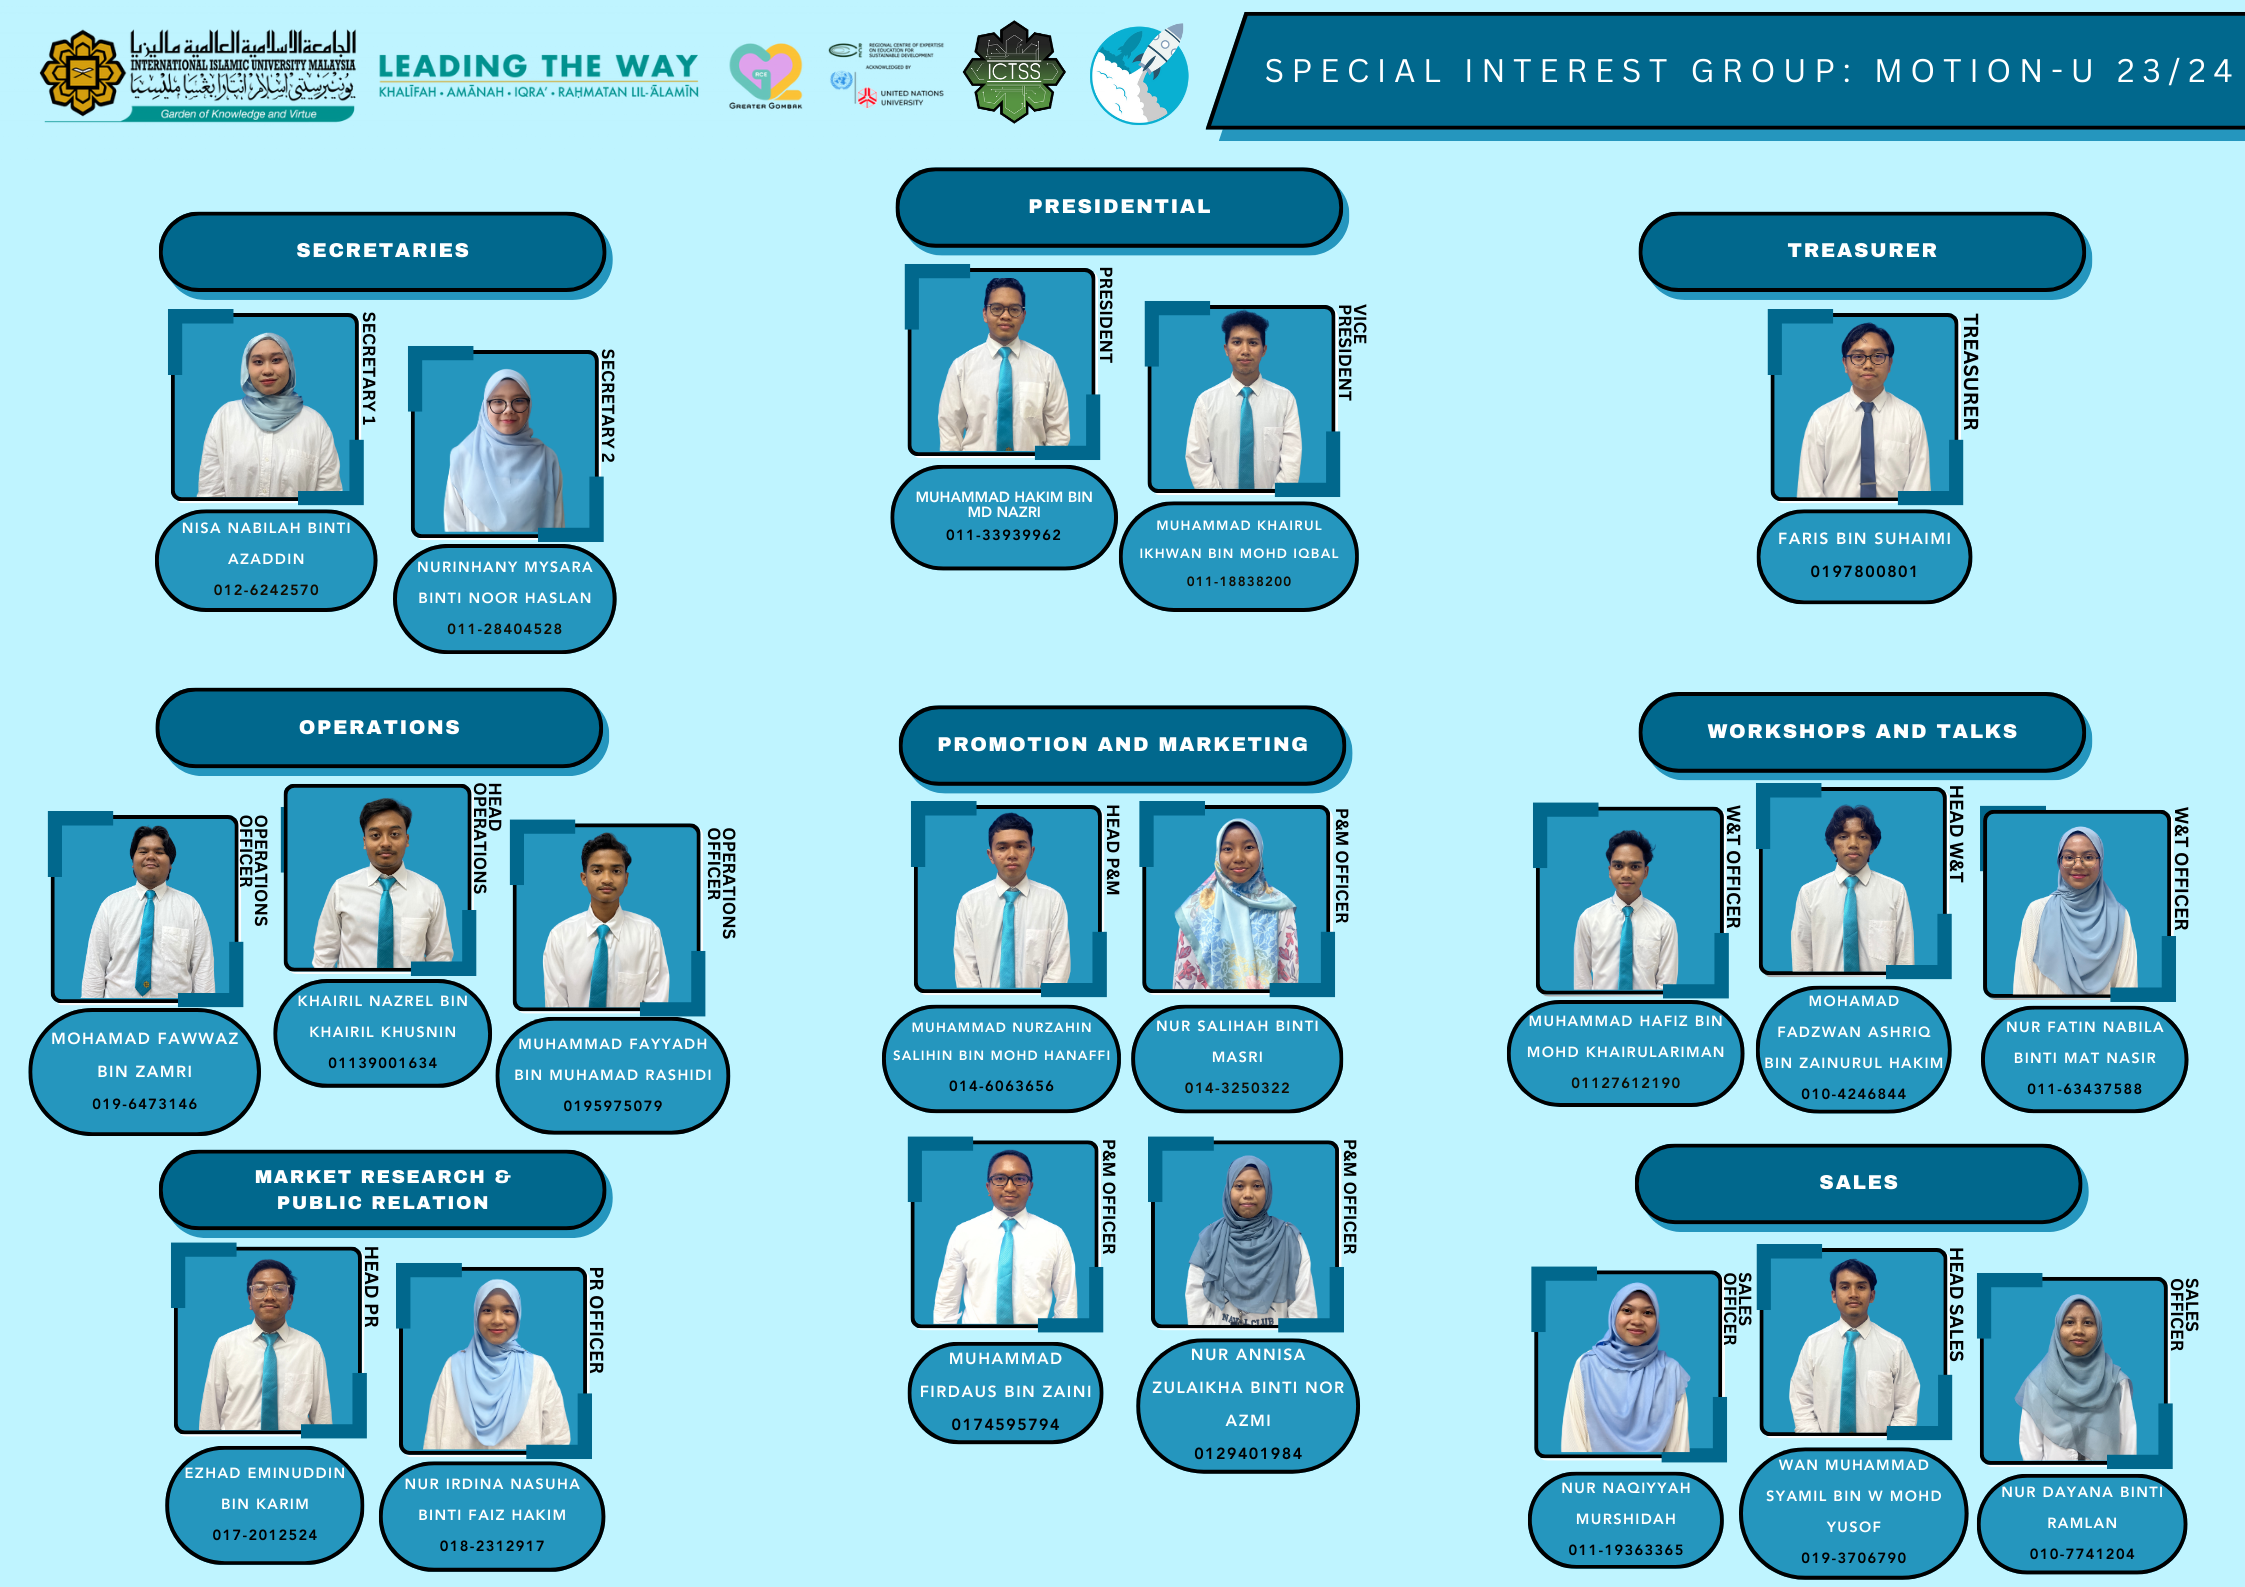 الجامعة الإسلامية العالمية ماليزيا
INTERNATIONAL ISLAMIC UNIVERSITY MALAYSIA
Garden of Knowledge and Virtue
LEADING THE WAY
KHALĪFAH • AMĀNAH • IQRA’ • RAḤMATAN LIL-ĀLAMĪN
RCE
GREATER GOMBAK
REGIONAL CENTRE OF EXPERTISE
ON EDUCATION FOR
SUSTAINABLE DEVELOPMENT
ACKNOWLEDGED BY
UNITED NATIONS
UNIVERSITY
ICTSS
SPECIAL INTEREST GROUP: MOTION-U 23/24
SECRETARIES
SECRETARY 1
NISA NABILAH BINTI
AZADDIN
012-6242570
SECRETARY 2
NURINHANY MYSARA
BINTI NOOR HASLAN
011-28404528
PRESIDENTIAL
PRESIDENT
MUHAMMAD HAKIM BIN
MD NAZRI
011-33939962
VICE
PRESIDENT
MUHAMMAD KHAIRUL
IKHWAN BIN MOHD IQBAL
011-18838200
TREASURER
TREASURER
FARIS BIN SUHAIMI
0197800801
OPERATIONS
OPERATIONS
OFFICER
MOHAMAD FAWWAZ
BIN ZAMRI
019-6473146
HEAD
OPERATIONS
KHAIRIL NAZREL BIN
KHAIRIL KHUSNIN
01139001634
OPERATIONS
OFFICER
MUHAMMAD FAYYADH
BIN MUHAMAD RASHIDI
0195975079
PROMOTION AND MARKETING
HEAD P&M
MUHAMMAD NURZAHIN
SALIHIN BIN MOHD HANAFFI
014-6063656
P&M OFFICER
NUR SALIHAH BINTI
MASRI
014-3250322
P&M OFFICER
MUHAMMAD
FIRDAUS BIN ZAINI
0174595794
P&M OFFICER
NAVAL CLUB
NUR ANNISA
ZULAIKHA BINTI NOR
AZMI
0129401984
WORKSHOPS AND TALKS
W&T OFFICER
MUHAMMAD HAFIZ BIN
MOHD KHAIRULARIMAN
01127612190
HEAD W&T
MOHAMAD
FADZWAN ASHRIQ
BIN ZAINURUL HAKIM
010-4246844
W&T OFFICER
NUR FATIN NABILA
BINTI MAT NASIR
011-63437588
MARKET RESEARCH &
PUBLIC RELATION
HEAD PR
EZHAD EMINUDDIN
BIN KARIM
017-2012524
PR OFFICER
NUR IRDINA NASUHA
BINTI FAIZ HAKIM
018-2312917
SALES
SALES
OFFICER
NUR NAQIYYAH
MURSHIDAH
011-19363365
HEAD SALES
WAN MUHAMMAD
SYAMIL BIN W MOHD
YUSOF
019-3706790
SALES
OFFICER
NUR DAYANA BINTI
RAMLAN
010-7741204